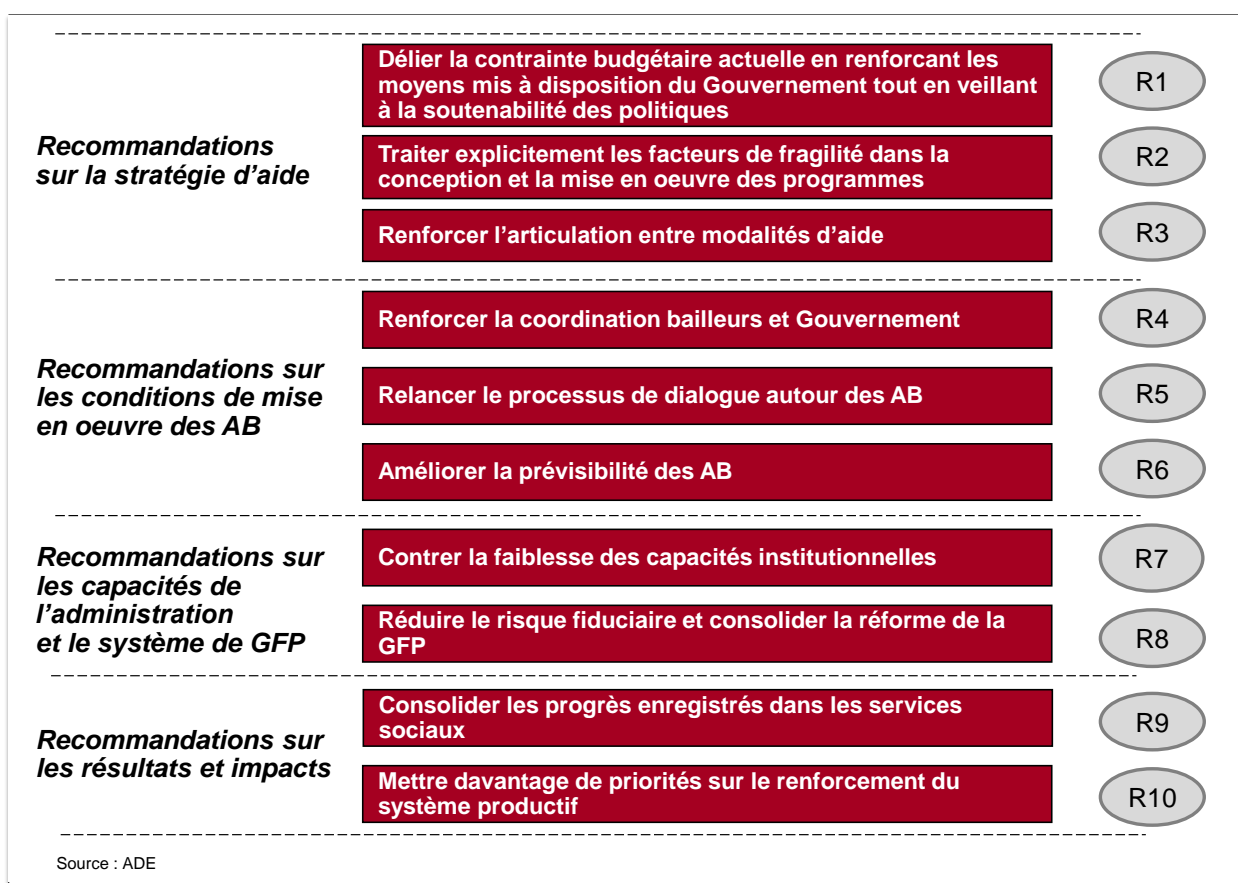 Recommandations
sur la stratégie d'aide
Délier la contrainte budgétaire actuelle en renforcant les
moyens mis à disposition du Gouvernement tout en veillant
à la soutenabilité des politiques
R1
Traiter explicitement les facteurs de fragilité dans la
conception et la mise en oeuvre des programmes
R2
Renforcer l'articulation entre modalités d'aide
R3
Recommandations sur
les conditions de mise
en oeuvre des AB
Renforcer la coordination bailleurs et Gouvernement
R4
Relancer le processus de dialogue autour des AB
R5
Améliorer la prévisibilité des AB
R6
Recommandations sur
les capacités de
l'administration
et le système de GFP
Contrer la faiblesse des capacités institutionnelles
R7
Réduire le risque fiduciaire et consolider la réforme de la
GFP
R8
Recommandations sur
les résultats et impacts
Consolider les progrès enregistrés dans les services
sociaux
R9
Mettre davantage de priorités sur le renforcement du
système productif
R10
Source : ADE